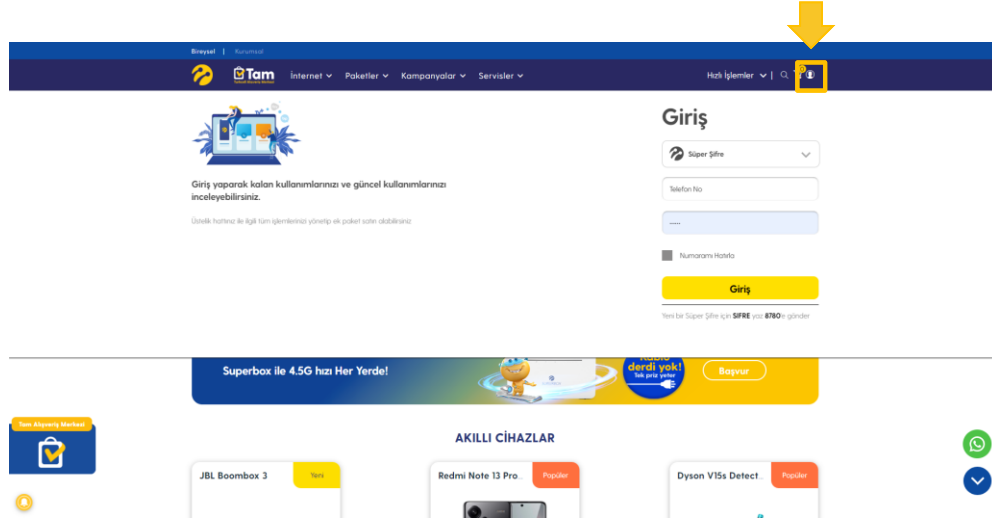 Bireysel | Kurumsal
Tam İnternet Paketler Kampanyalar Servisler Hızlı İşlemler |
Giriş
Süper Şifre
Giriş yaparak kalan kullanımlarınızı ve güncel kullanımlarınızı
inceleyebilirsiniz.
Telefon No
Üstelik hattınız ile ilgili tüm işlemlerinizi yönetip ek paket satın alabilirsiniz
.....
Numaramı Hatırla
Giriş
Yeni bir Süper Şifre için SIFRE yaz 8780'e gönder
Superbox ile 4.5G hızı Her Yerde!
derdi yok!
Tek priz yeter
Başvur
Tam Alışveriş Merkezi
AKILLI CİHAZLAR
JBL Boombox 3 Yeni
Redmi Note 13 Pro... Popüler
Dyson V15s Detect... Popüler